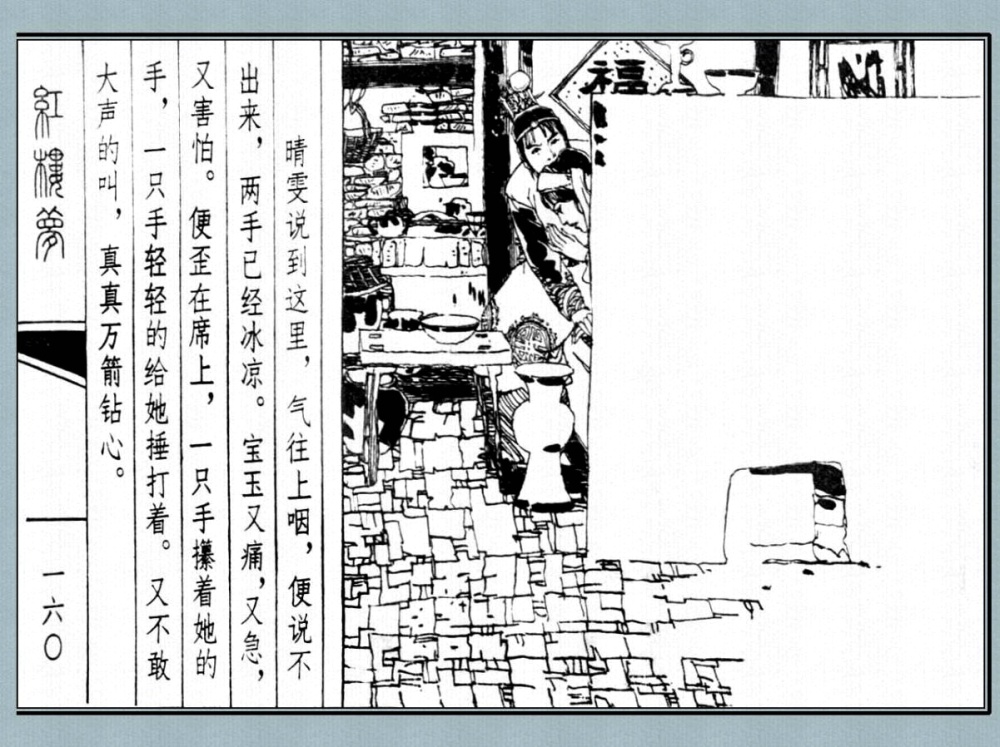 晴雯说到这里，气往上咽，便说不
出来，两手已经冰凉。宝玉又痛，又急，
又害怕。便歪在席上，一只手攥着她的
手，一只手轻轻的给她捶打着。又不敢
大声的叫，真真万箭钻心。
紅樓夢
一六〇
福